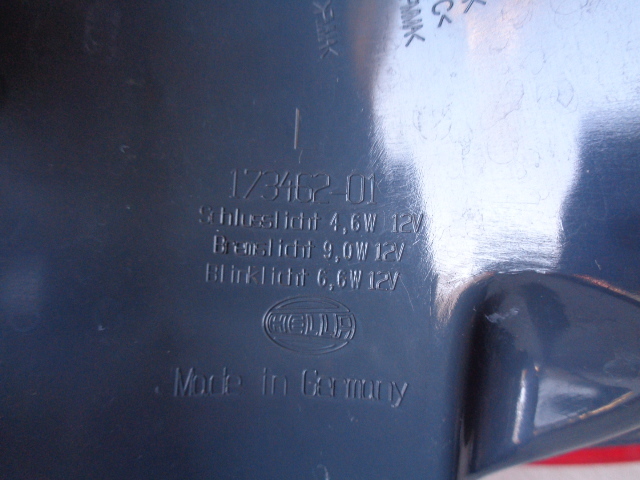 173462-01
Schlusslicht 4,6W 12V
Bremslicht 9,0W 12V
Blinklicht 6,6W 12V
HELLA
Made in Germany